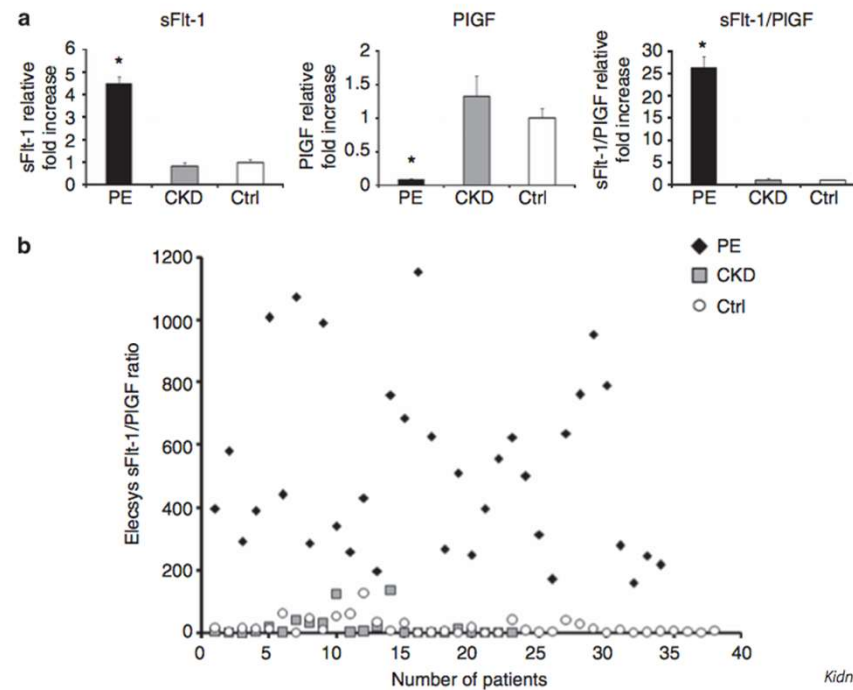 a
sFlt-1
PlGF
sFlt-1/PlGF
sFlt-1 relative
fold increase
6
5
4
3
2
1
0
*
PE
CKD
Ctrl
PlGF relative
fold increase
2
1.5
1
0.5
0
*
PE
CKD
Ctrl
sFlt-1/PlGF relative
fold increase
30
25
20
15
10
5
0
*
PE
CKD
Ctrl
b
PE
CKD
Ctrl
Elecsys sFlt-1/PlGF ratio
1200
1000
800
600
400
200
0
0
5
10
15
20
25
30
35
40
Number of patients
Kidn